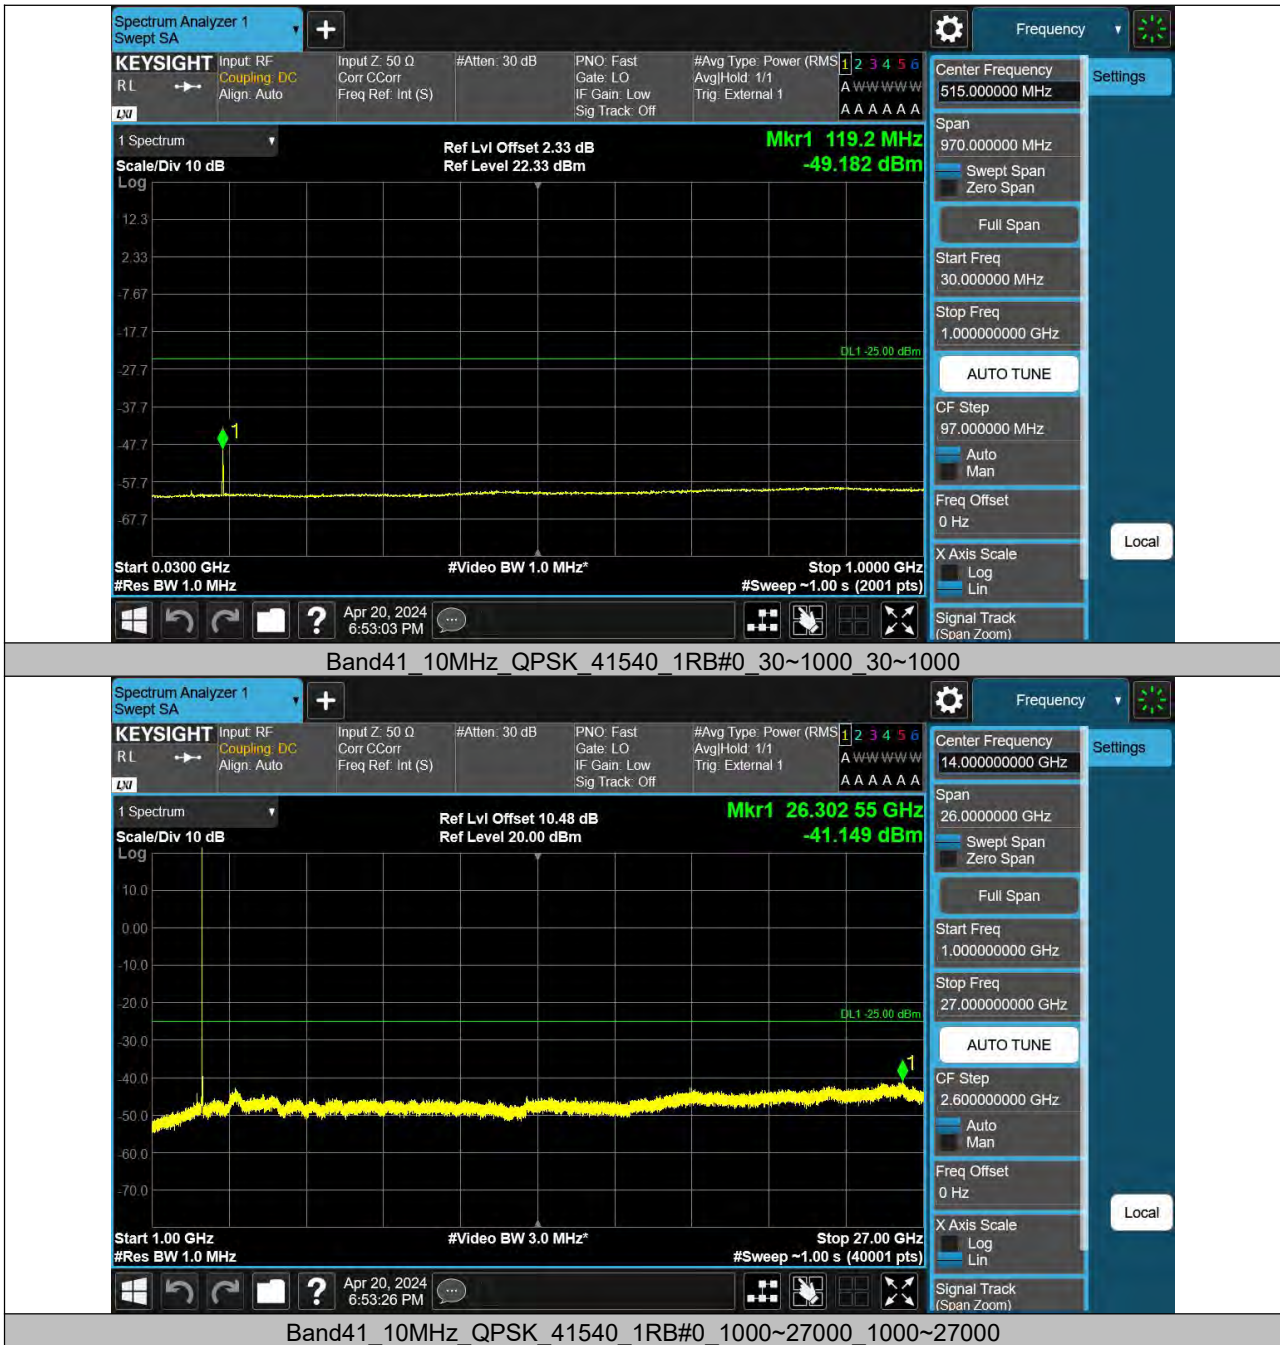 Spectrum Analyzer 1
Swept SA
Frequency
KEYSIGHT
RL
LXI
Input: RF
Coupling: DC
Align: Auto
Input Z: 50 Ω
Corr CCorr
Freq Ref: Int (S)
#Atten: 30 dB
PNO: Fast
Gate: LO
IF Gain: Low
Sig Track: Off
#Avg Type: Power (RMS
Avg|Hold: 1/1
Trig: External 1
1 2 3 4 5 6
A W W W W W
A A A A A A
1 Spectrum
Scale/Div 10 dB
Log
Ref Lvl Offset 2.33 dB
Ref Level 22.33 dBm
Mkr1 119.2 MHz
-49.182 dBm
12.3
2.33
-7.67
-17.7
-27.7
-37.7
-47.7
-57.7
-67.7
DL1 -25.00 dBm
1
Start 0.0300 GHz
#Res BW 1.0 MHz
#Video BW 1.0 MHz*
Stop 1.0000 GHz
#Sweep ~1.00 s (2001 pts)
Apr 20, 2024
6:53:03 PM
Center Frequency
515.000000 MHz
Span
970.000000 MHz
Swept Span
Zero Span
Full Span
Start Freq
30.000000 MHz
Stop Freq
1.000000000 GHz
AUTO TUNE
CF Step
97.000000 MHz
Auto
Man
Freq Offset
0 Hz
X Axis Scale
Log
Lin
Signal Track
(Span Zoom)
Settings
Local
Band41_10MHz_QPSK_41540_1RB#0_30~1000_30~1000
Spectrum Analyzer 1
Swept SA
Frequency
KEYSIGHT
RL
LXI
Input: RF
Coupling: DC
Align: Auto
Input Z: 50 Ω
Corr CCorr
Freq Ref: Int (S)
#Atten: 30 dB
PNO: Fast
Gate: LO
IF Gain: Low
Sig Track: Off
#Avg Type: Power (RMS
Avg|Hold: 1/1
Trig: External 1
1 2 3 4 5 6
A W W W W W
A A A A A A
1 Spectrum
Scale/Div 10 dB
Log
Ref Lvl Offset 10.48 dB
Ref Level 20.00 dBm
Mkr1 26.302 55 GHz
-41.149 dBm
10.0
0.00
-10.0
-20.0
-30.0
-40.0
-50.0
-60.0
-70.0
DL1 -25.00 dBm
1
Start 1.00 GHz
#Res BW 1.0 MHz
#Video BW 3.0 MHz*
Stop 27.00 GHz
#Sweep ~1.00 s (40001 pts)
Apr 20, 2024
6:53:26 PM
Center Frequency
14.000000000 GHz
Span
26.0000000 GHz
Swept Span
Zero Span
Full Span
Start Freq
1.000000000 GHz
Stop Freq
27.000000000 GHz
AUTO TUNE
CF Step
2.600000000 GHz
Auto
Man
Freq Offset
0 Hz
X Axis Scale
Log
Lin
Signal Track
(Span Zoom)
Settings
Local
Band41_10MHz_QPSK_41540_1RB#0_1000~27000_1000~27000